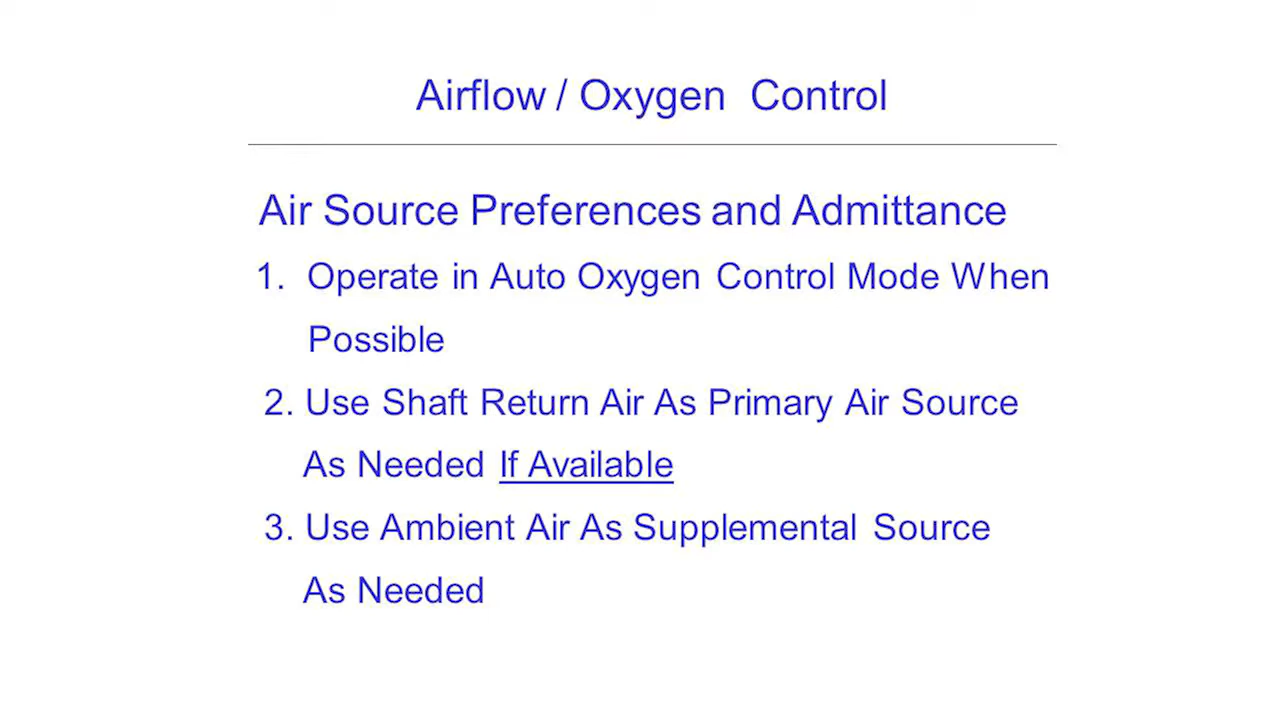 Airflow / Oxygen Control
Air Source Preferences and Admittance
1. Operate in Auto Oxygen Control Mode When
Possible
2. Use Shaft Return Air As Primary Air Source
As Needed If Available
3. Use Ambient Air As Supplemental Source
As Needed